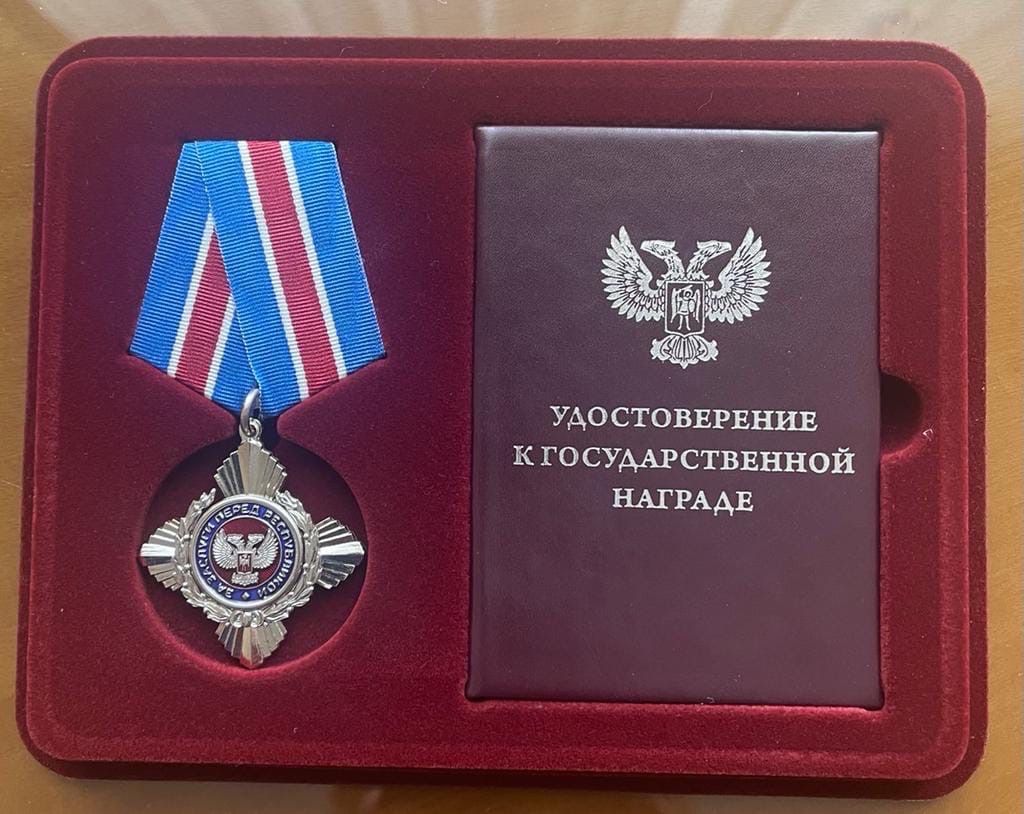 ЗА ЗАСЛУГИ ПЕРЕД РЕСПУБЛИКОЙ
УДОСТОВЕРЕНИЕ
К ГОСУДАРСТВЕННОЙ
НАГРАДЕ